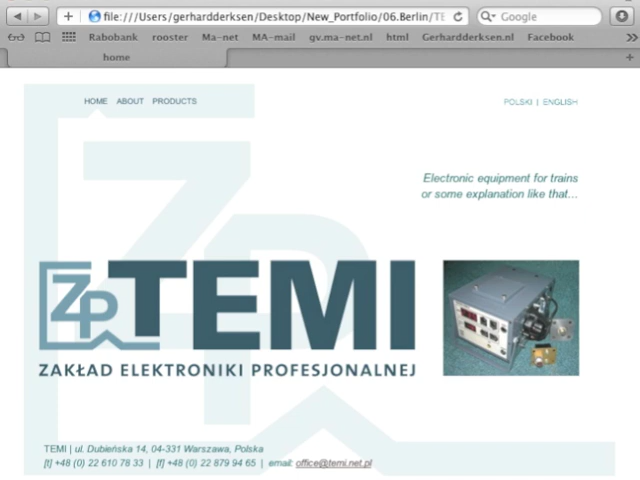 file:///Users/gerhardderksen/Desktop/New_Portfolio/06.Berlin/TE
Google
Rabobank rooster Ma-net MA-mail gv.ma-net.nl html Gerhardderksen.nl Facebook
home
HOME ABOUT PRODUCTS
POLSKI | ENGLISH
Electronic equipment for trains
or some explanation like that...
ZP TEMI
ZAKŁAD ELEKTRONIKI PROFESJONALNEJ
TEMI | ul. Dubieńska 14, 04-331 Warszawa, Polska
[t] +48 (0) 22 610 78 33 | [f] +48 (0) 22 879 94 65 | email: office@temi.net.pl